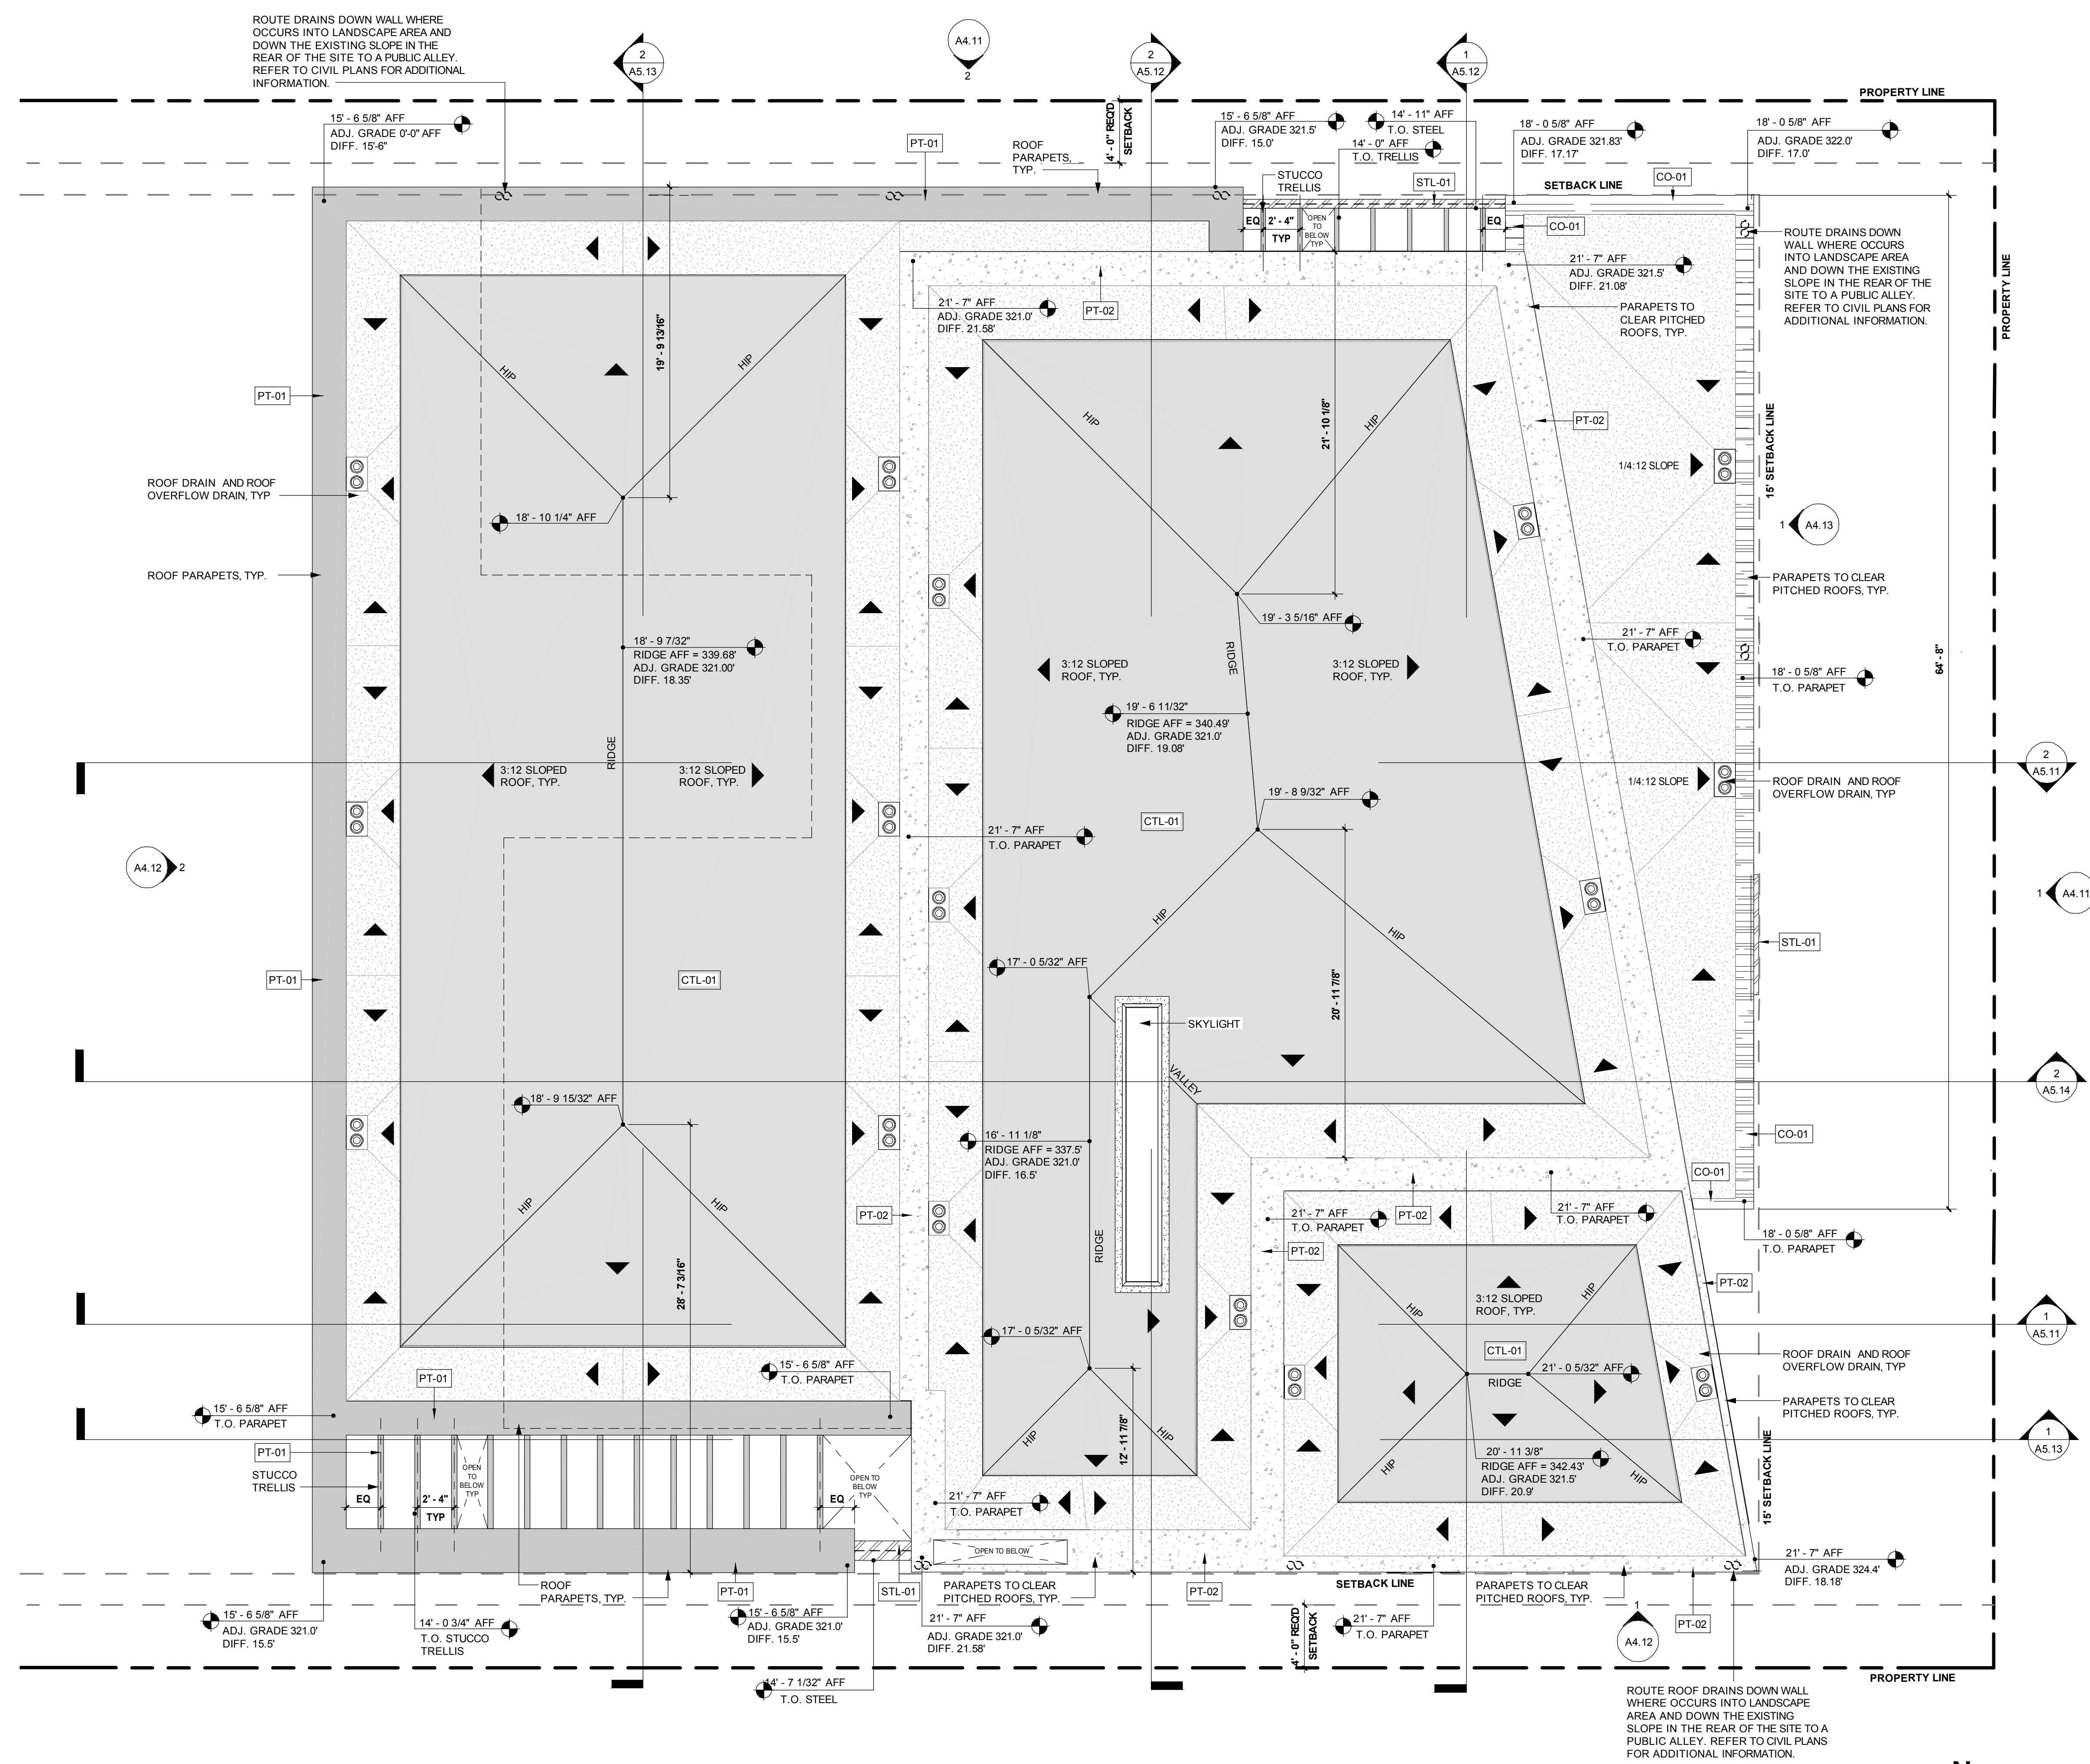 ROUTE DRAINS DOWN WALL WHERE
OCCURS INTO LANDSCAPE AREA AND
DOWN THE EXISTING SLOPE IN THE
REAR OF THE SITE TO A PUBLIC ALLEY.
REFER TO CIVIL PLANS FOR ADDITIONAL
INFORMATION.
2
A5.13
A4.11
2
2
A5.12
1
A5.12
PROPERTY LINE
15' - 6 5/8" AFF
ADJ. GRADE 0'-0" AFF
DIFF. 15'-6"
PT-01
ROOF
PARAPETS,
TYP.
4' - 0" REQ'D
SETBACK
15' - 6 5/8" AFF
ADJ. GRADE 321.5'
DIFF. 15.0'
14' - 11" AFF
T.O. STEEL
14' - 0" AFF
T.O. TRELLIS
18' - 0 5/8" AFF
ADJ. GRADE 321.83'
DIFF. 17.17'
18' - 0 5/8" AFF
ADJ. GRADE 322.0'
DIFF. 17.0'
STUCCO
TRELLIS
STL-01
SETBACK LINE
CO-01
EQ
2' - 4"
TYP
OPEN
TO
BELOW
TYP
EQ
CO-01
ROUTE DRAINS DOWN
WALL WHERE OCCURS
INTO LANDSCAPE AREA
AND DOWN THE EXISTING
SLOPE IN THE REAR OF THE
SITE TO A PUBLIC ALLEY.
REFER TO CIVIL PLANS FOR
ADDITIONAL INFORMATION.
PROPERTY LINE
21' - 7" AFF
ADJ. GRADE 321.5'
DIFF. 21.08'
21' - 7" AFF
ADJ. GRADE 321.0'
DIFF. 21.58'
PT-02
PARAPETS TO
CLEAR PITCHED
ROOFS, TYP.
19' - 9 13/16"
HIP
HIP
PT-01
HIP
HIP
21' - 10 1/8"
PT-02
15' SETBACK LINE
1/4:12 SLOPE
ROOF DRAIN AND ROOF
OVERFLOW DRAIN, TYP
18' - 10 1/4" AFF
1
A4.13
ROOF PARAPETS, TYP.
PARAPETS TO CLEAR
PITCHED ROOFS, TYP.
19' - 3 5/16" AFF
18' - 9 7/32"
RIDGE AFF = 339.68'
ADJ. GRADE 321.00'
DIFF. 18.35'
RIDGE
3:12 SLOPED
ROOF, TYP.
3:12 SLOPED
ROOF, TYP.
21' - 7" AFF
T.O. PARAPET
18' - 0 5/8" AFF
T.O. PARAPET
64' - 8"
19' - 6 11/32"
RIDGE AFF = 340.49'
ADJ. GRADE 321.0'
DIFF. 19.08'
RIDGE
3:12 SLOPED
ROOF, TYP.
3:12 SLOPED
ROOF, TYP.
2
A5.11
1/4:12 SLOPE
ROOF DRAIN AND ROOF
OVERFLOW DRAIN, TYP
19' - 8 9/32" AFF
CTL-01
21' - 7" AFF
T.O. PARAPET
A4.12
2
1
A4.11
HIP
HIP
STL-01
17' - 0 5/32" AFF
PT-01
CTL-01
20' - 11 7/8"
SKYLIGHT
VALLEY
2
A5.14
18' - 9 15/32" AFF
16' - 11 1/8"
RIDGE AFF = 337.5'
ADJ. GRADE 321.0'
DIFF. 16.5'
CO-01
CO-01
HIP
HIP
PT-02
RIDGE
21' - 7" AFF
T.O. PARAPET
PT-02
21' - 7" AFF
T.O. PARAPET
PT-02
18' - 0 5/8" AFF
T.O. PARAPET
28' - 7 3/16"
PT-02
HIP
3:12 SLOPED
ROOF, TYP.
HIP
1
A5.11
17' - 0 5/32" AFF
CTL-01
ROOF DRAIN AND ROOF
OVERFLOW DRAIN, TYP
15' - 6 5/8" AFF
T.O. PARAPET
PT-01
21' - 0 5/32" AFF
RIDGE
15' - 6 5/8" AFF
T.O. PARAPET
PARAPETS TO CLEAR
PITCHED ROOFS, TYP.
HIP
12' - 11 7/8"
HIP
1
A5.13
PT-01
STUCCO
TRELLIS
20' - 11 3/8"
RIDGE AFF = 342.43'
ADJ. GRADE 321.5'
DIFF. 20.9'
HIP
HIP
15' SETBACK LINE
EQ
2' - 4"
TYP
OPEN
TO
BELOW
TYP
EQ
OPEN TO
BELOW
TYP
21' - 7" AFF
T.O. PARAPET
OPEN TO BELOW
21' - 7" AFF
ADJ. GRADE 324.4'
DIFF. 18.18'
ROOF
PARAPETS, TYP.
PT-01
STL-01
PARAPETS TO CLEAR
PITCHED ROOFS, TYP.
PT-02
SETBACK LINE
PARAPETS TO CLEAR
PITCHED ROOFS, TYP.
15' - 6 5/8" AFF
ADJ. GRADE 321.0'
DIFF. 15.5'
14' - 0 3/4" AFF
T.O. STUCCO
TRELLIS
15' - 6 5/8" AFF
ADJ. GRADE 321.0'
DIFF. 15.5'
21' - 7" AFF
ADJ. GRADE 321.0'
DIFF. 21.58'
4' - 0" REQ'D
SETBACK
21' - 7" AFF
T.O. PARAPET
1
A4.12
PT-02
14' - 7 1/32" AFF
T.O. STEEL
PROPERTY LINE
ROUTE ROOF DRAINS DOWN WALL
WHERE OCCURS INTO LANDSCAPE
AREA AND DOWN THE EXISTING
SLOPE IN THE REAR OF THE SITE TO A
PUBLIC ALLEY. REFER TO CIVIL PLANS
FOR ADDITIONAL INFORMATION.